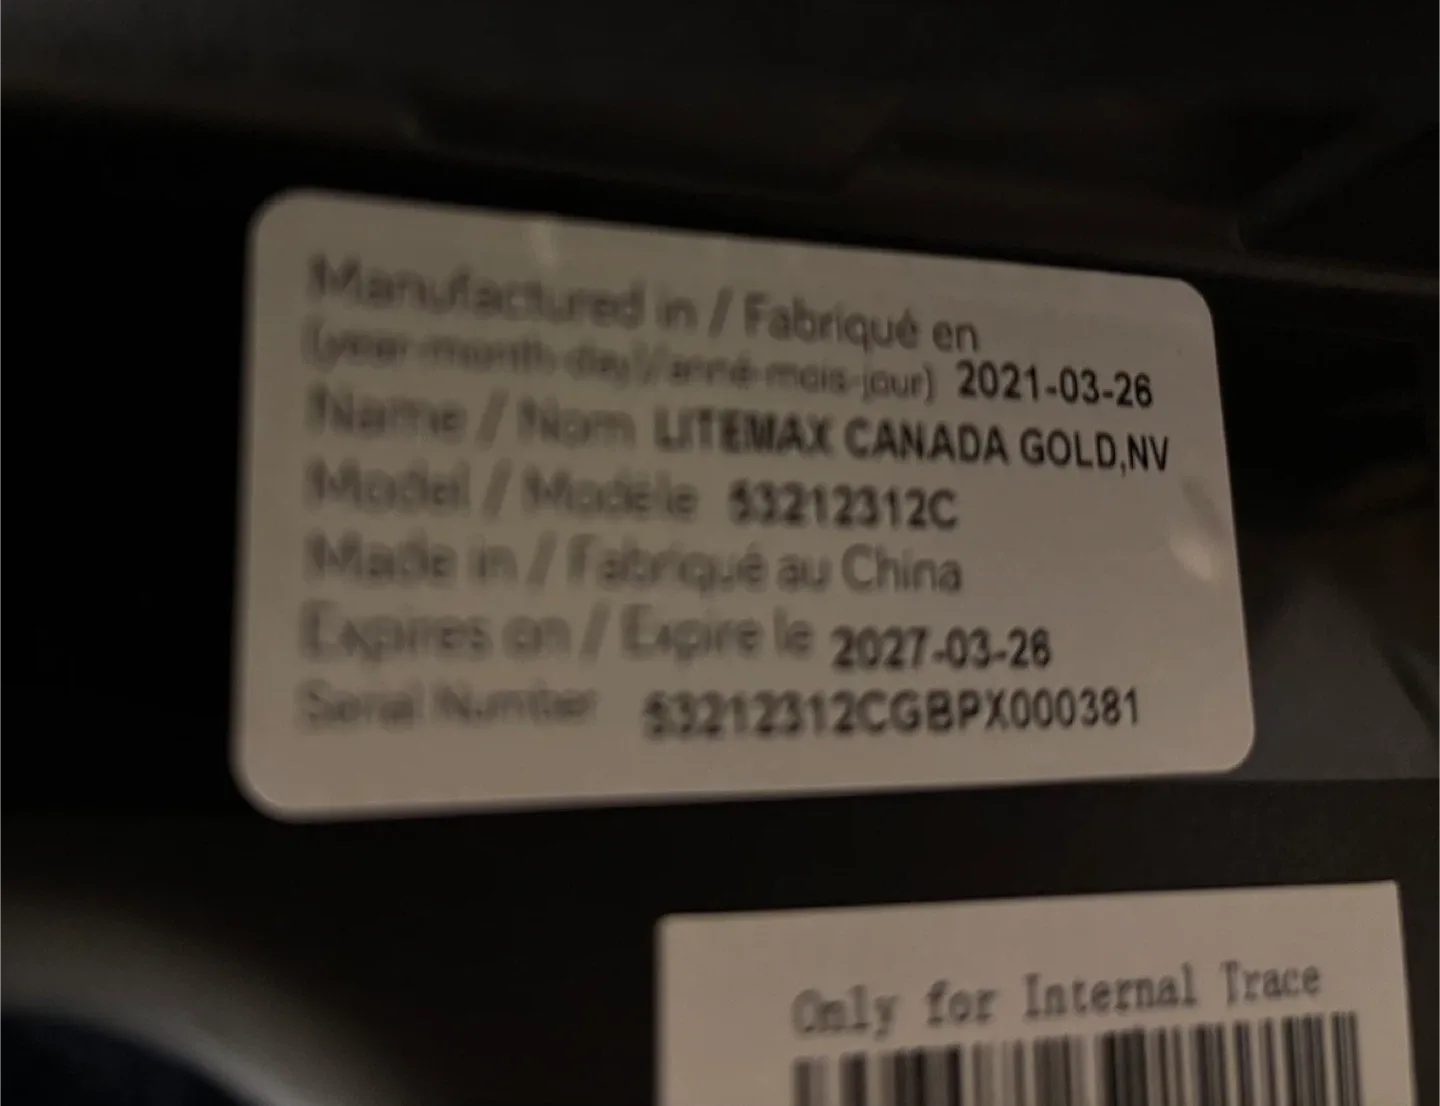 Manufactured in / Fabriqué en
(year-month-day)/anné-mois-jour) 2021-03-26
Name / Nom LITEMAX CANADA GOLD,NV
Model / Modèle 53212312C
Made in / Fabriqué au China
Expires on / Expire le 2027-03-26
Serial Number 53212312CGBPX000381
Only for Internal Trace